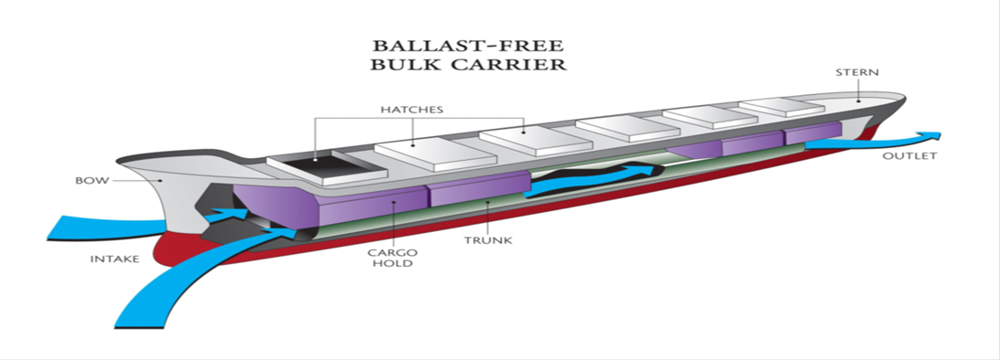 BALLAST-FREE
BULK CARRIER
STERN
HATCHES
OUTLET
BOW
TRUNK
CARGO
HOLD
INTAKE